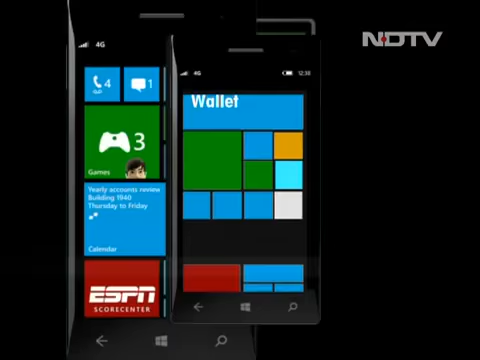 NDTV
4G
4G
12:38
4
1
Wallet
3
Games
Yearly accounts review
Building 1940
Thursday to Friday
Calendar
ESPN
SCORECENTER